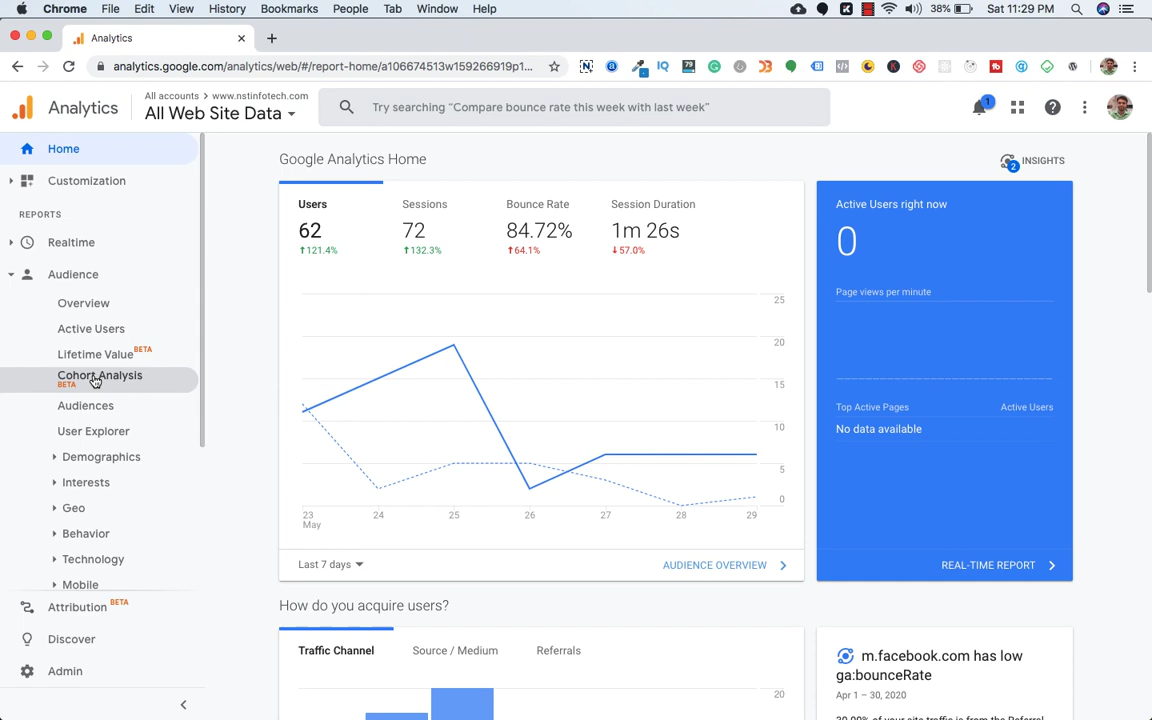 Chrome File Edit View History Bookmarks People Tab Window Help
38% Sat 11:29 PM
Analytics
analytics.google.com/analytics/web/#/report-home/a106674513w159266919p1...
Analytics
All accounts > www.nstinfotech.com
All Web Site Data
Try searching “Compare bounce rate this week with last week”
1
Home
Customization
REPORTS
Realtime
Audience
Overview
Active Users
Lifetime Value BETA
Cohort Analysis
BETA
Audiences
User Explorer
Demographics
Interests
Geo
Behavior
Technology
Mobile
Attribution BETA
Discover
Admin
Google Analytics Home
2 INSIGHTS
Users Sessions Bounce Rate Session Duration
62 72 84.72% 1m 26s
121.4% 132.3% 64.1% 57.0%
25
20
15
10
5
0
23 24 25 26 27 28 29
May
Last 7 days
AUDIENCE OVERVIEW
Active Users right now
0
Page views per minute
Top Active Pages Active Users
No data available
REAL-TIME REPORT
How do you acquire users?
Traffic Channel Source / Medium Referrals
20
m.facebook.com has low
ga:bounceRate
Apr 1 – 30, 2020